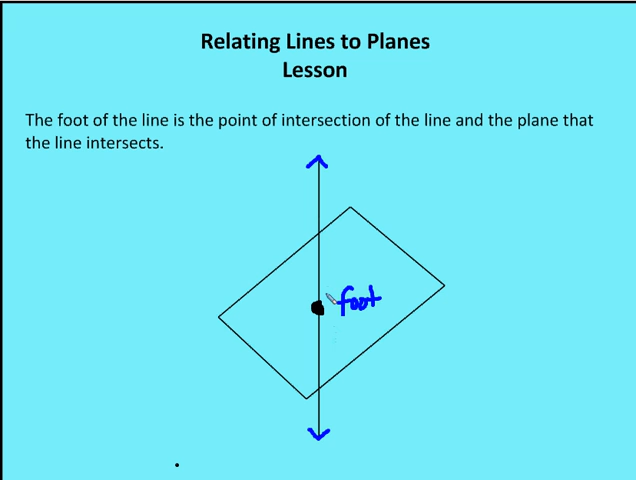 Relating Lines to Planes
Lesson
The foot of the line is the point of intersection of the line and the plane that
the line intersects.
foot